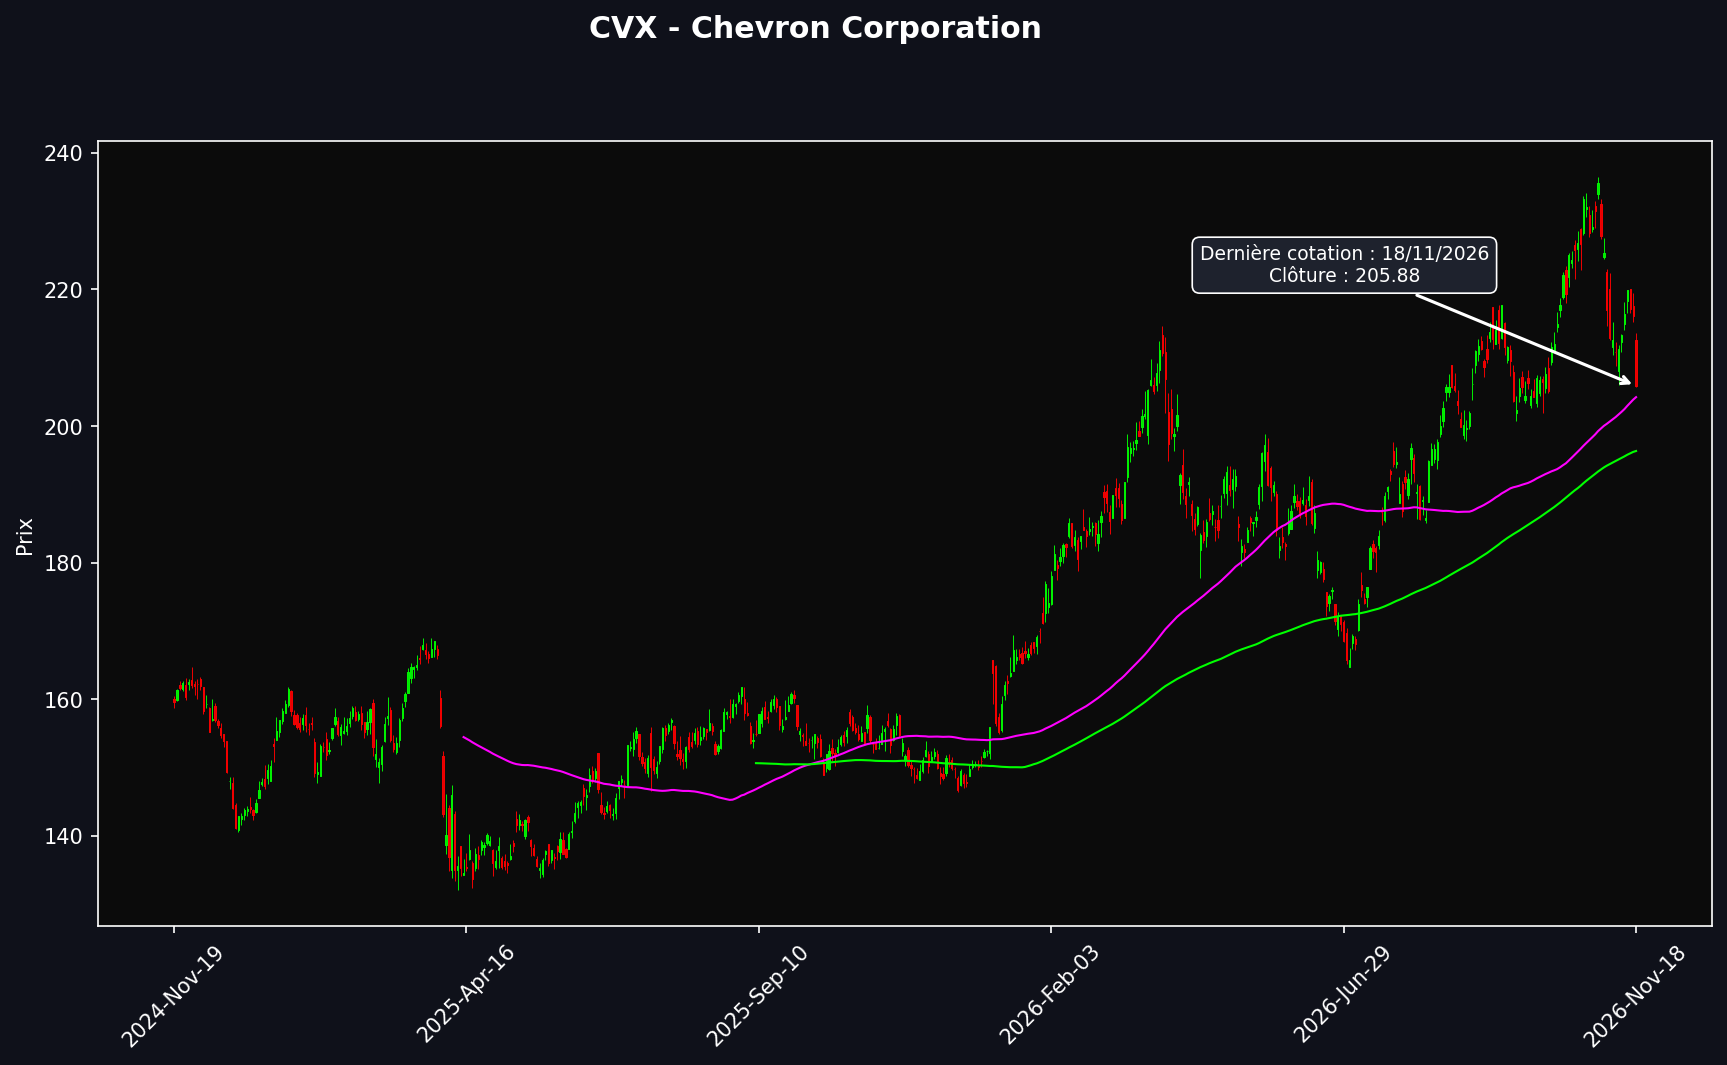 CVX - Chevron Corporation
240
220
200
180
160
140
Prix
Dernière cotation : 18/11/2026
Clôture : 205.88
2024-Nov-19
2025-Apr-16
2025-Sep-10
2026-Feb-03
2026-Jun-29
2026-Nov-18